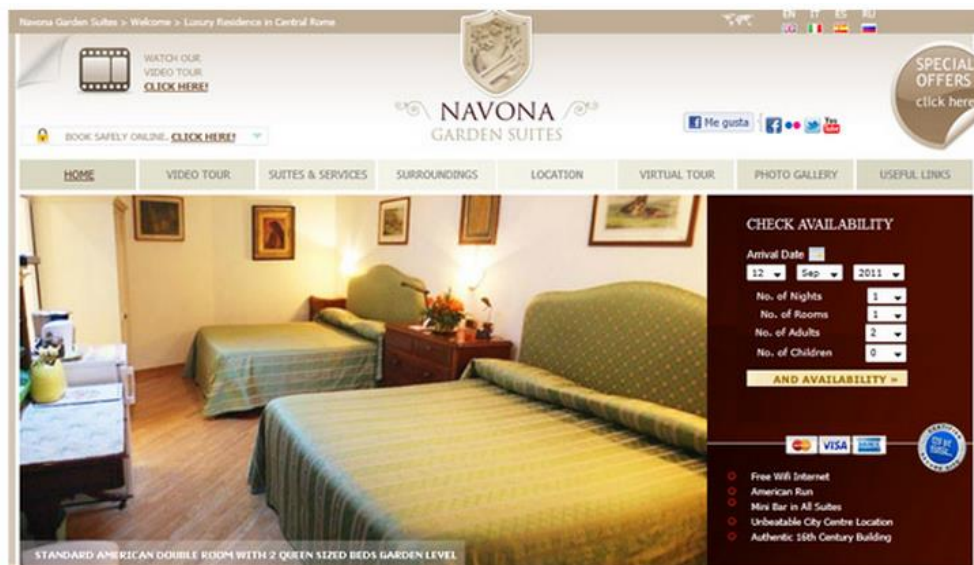 Navona Garden Suites > Welcome > Luxury Residence in Central Rome
EN IT ES RU
WATCH OUR
VIDEO TOUR
CLICK HERE!
BOOK SAFELY ONLINE. CLICK HERE!
NAVONA
GARDEN SUITES
Me gusta
You
SPECIAL
OFFERS
click here
HOME VIDEO TOUR SUITES & SERVICES SURROUNDINGS LOCATION VIRTUAL TOUR PHOTO GALLERY USEFUL LINKS
CHECK AVAILABILITY
Arrival Date
12 Sep 2011
No. of Nights 1
No. of Rooms 1
No. of Adults 2
No. of Children 0
AND AVAILABILITY »
VISA
Free Wifi Internet
American Run
Mini Bar in All Suites
Unbeatable City Centre Location
Authentic 16th Century Building
STANDARD AMERICAN DOUBLE ROOM WITH 2 QUEEN SIZED BEDS GARDEN LEVEL